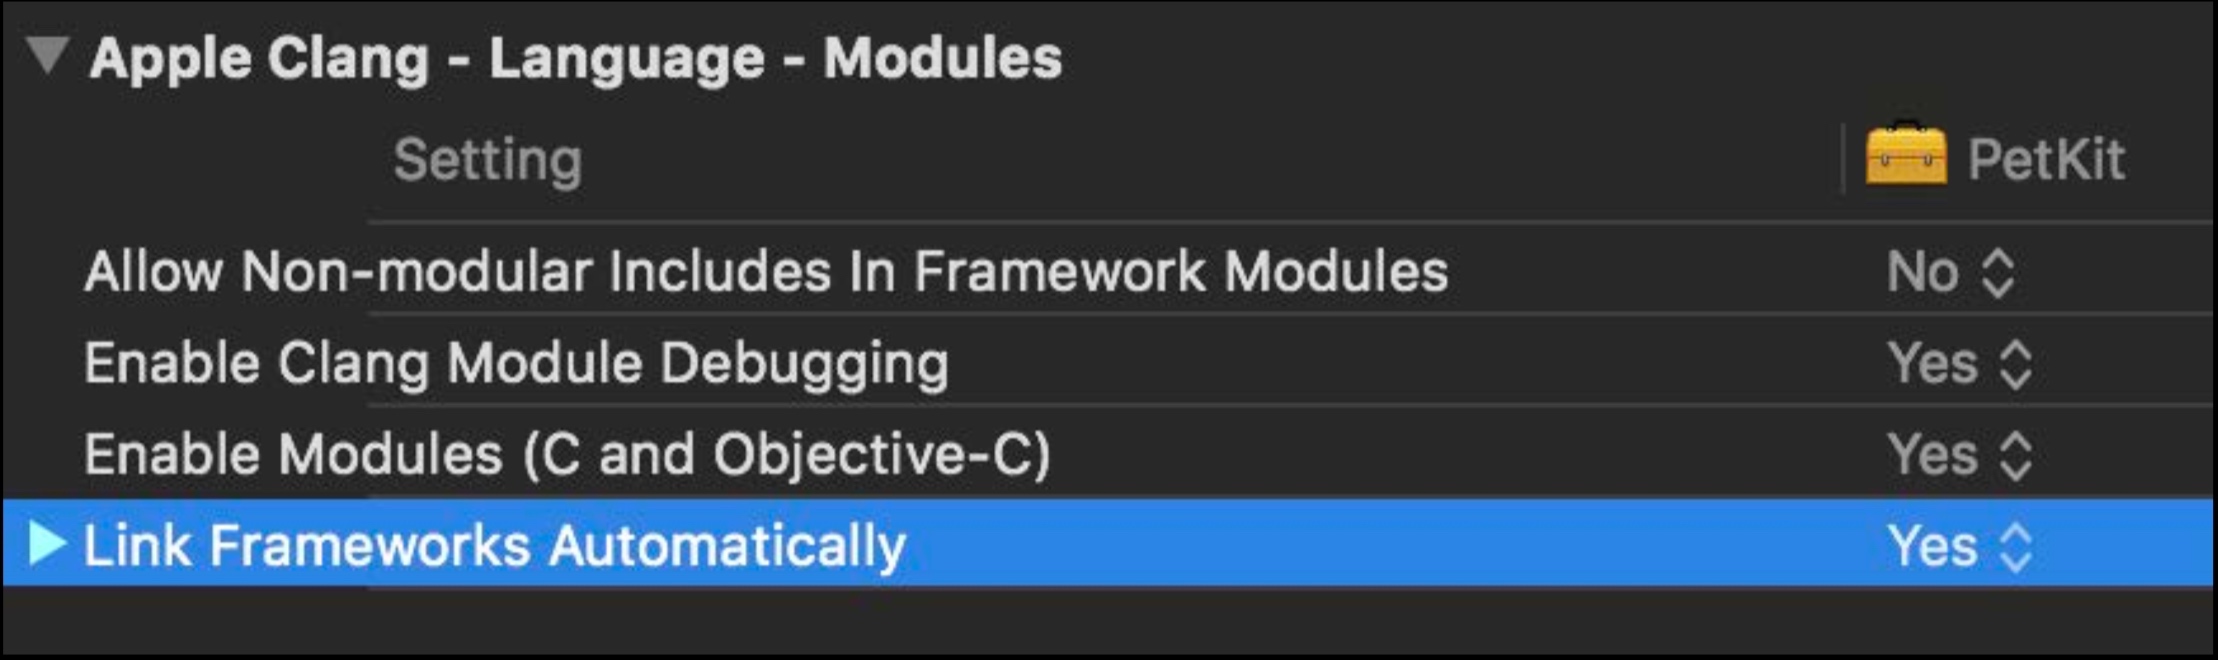 Apple Clang - Language - Modules
Setting PetKit
Allow Non-modular Includes In Framework Modules No
Enable Clang Module Debugging Yes
Enable Modules (C and Objective-C) Yes
Link Frameworks Automatically Yes